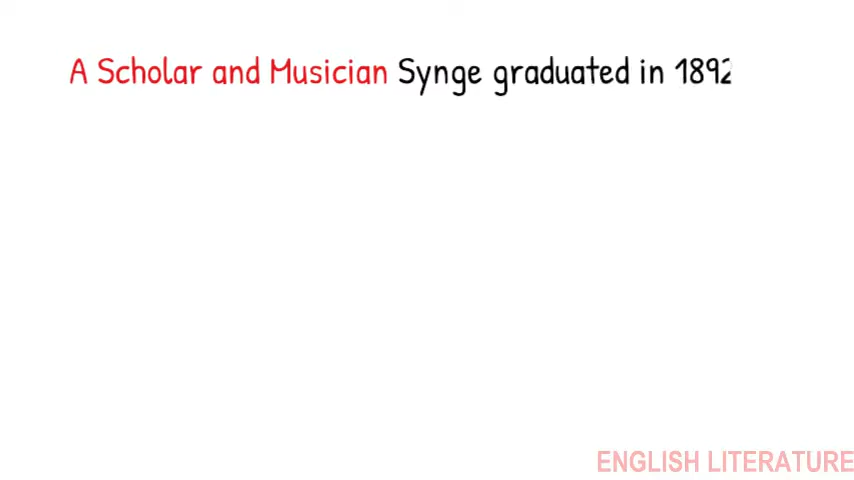 A Scholar and Musician Synge graduated in 1892
ENGLISH LITERATURE